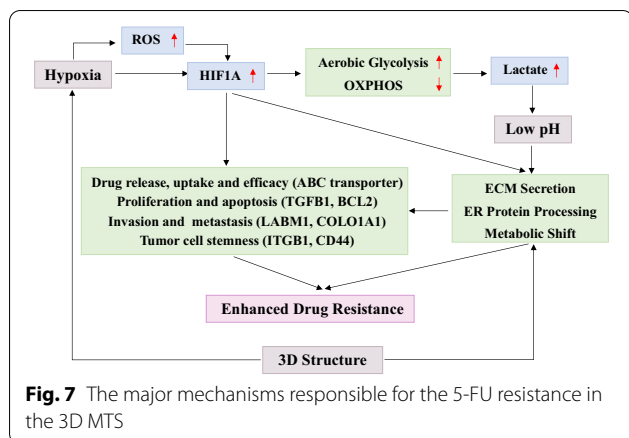 ROS
Hypoxia
HIF1A
Aerobic Glycolysis
OXPHOS
Lactate
Low pH
Drug release, uptake and efficacy (ABC transporter)
Proliferation and apoptosis (TGFB1, BCL2)
Invasion and metastasis (LABM1, COLO1A1)
Tumor cell stemness (ITGB1, CD44)
ECM Secretion
ER Protein Processing
Metabolic Shift
Enhanced Drug Resistance
3D Structure
Fig. 7 The major mechanisms responsible for the 5-FU resistance in
the 3D MTS